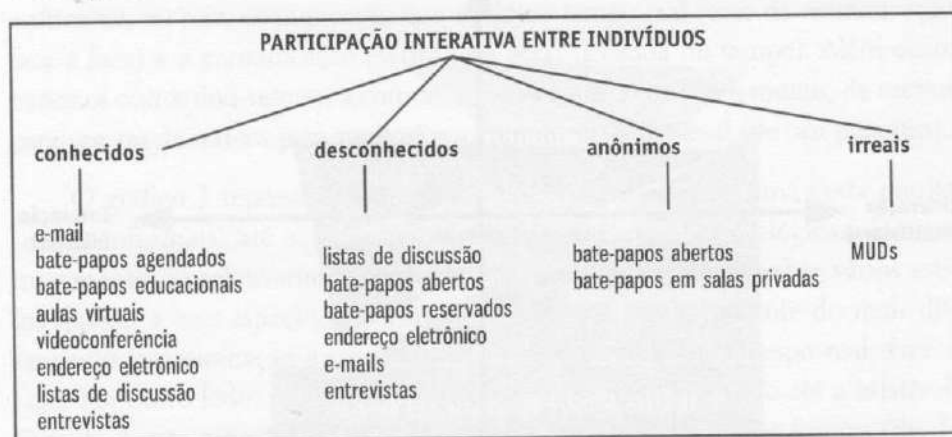 PARTICIPAÇÃO INTERATIVA ENTRE INDIVÍDUOS
conhecidos
desconhecidos
anônimos
irreais
e-mail
bate-papos agendados
bate-papos educacionais
aulas virtuais
videoconferência
endereço eletrônico
listas de discussão
entrevistas
listas de discussão
bate-papos abertos
bate-papos reservados
endereço eletrônico
e-mails
entrevistas
bate-papos abertos
bate-papos em salas privadas
MUDs